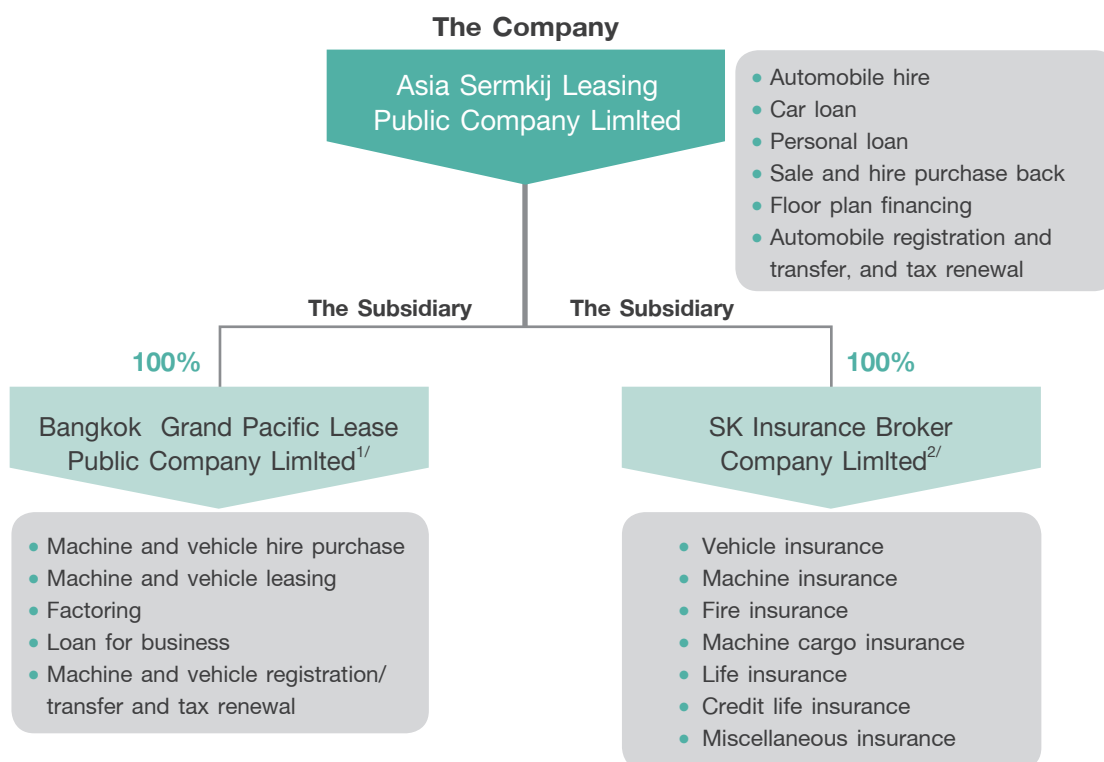 The Company
Asia Sermkij Leasing
Public Company Limlted
• Automobile hire
• Car loan
• Personal loan
• Sale and hire purchase back
• Floor plan financing
• Automobile registration and
transfer, and tax renewal
The Subsidiary
The Subsidiary
100%
100%
Bangkok Grand Pacific Lease
Public Company Limlted1/
SK Insurance Broker
Company Limlted2/
• Machine and vehicle hire purchase
• Machine and vehicle leasing
• Factoring
• Loan for business
• Machine and vehicle registration/
transfer and tax renewal
• Vehicle insurance
• Machine insurance
• Fire insurance
• Machine cargo insurance
• Life insurance
• Credit life insurance
• Miscellaneous insurance